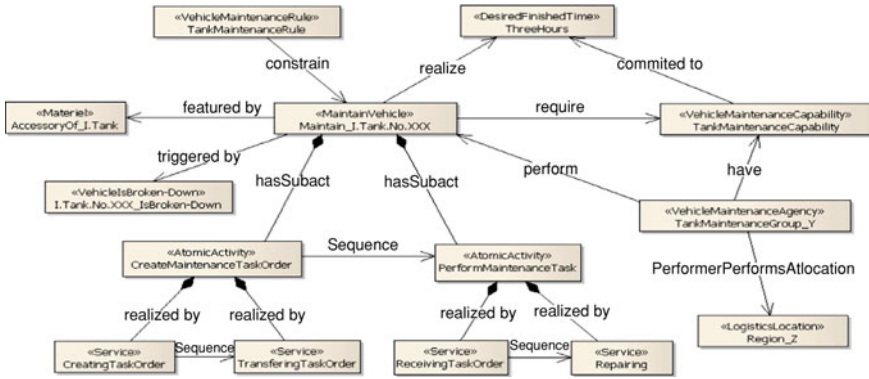 «VehicleMaintenanceRule»
TankMaintenanceRule
«DesiredFinishedTime»
ThreeHours
constrain
realize
commited to
«Materiel»
AccessoryOf_I.Tank
featured by
«MaintainVehicle»
Maintain_I.Tank.No.XXX
require
«VehicleMaintenanceCapability»
TankMaintenanceCapability
triggered by
perform
have
«VehicleIsBroken-Down»
I.Tank.No.XXX_IsBroken-Down
hasSubact
hasSubact
«VehicleMaintenanceAgency»
TankMaintenanceGroup_Y
«AtomicActivity»
CreateMaintenanceTaskOrder
Sequence
«AtomicActivity»
PerformMaintenanceTask
PerformerPerformsAtlocation
realized by
realized by
realized by
realized by
«LogisticsLocation»
Region_Z
«Service»
CreatingTaskOrder
Sequence
«Service»
TransferingTaskOrder
«Service»
ReceivingTaskOrder
Sequence
«Service»
Repairing